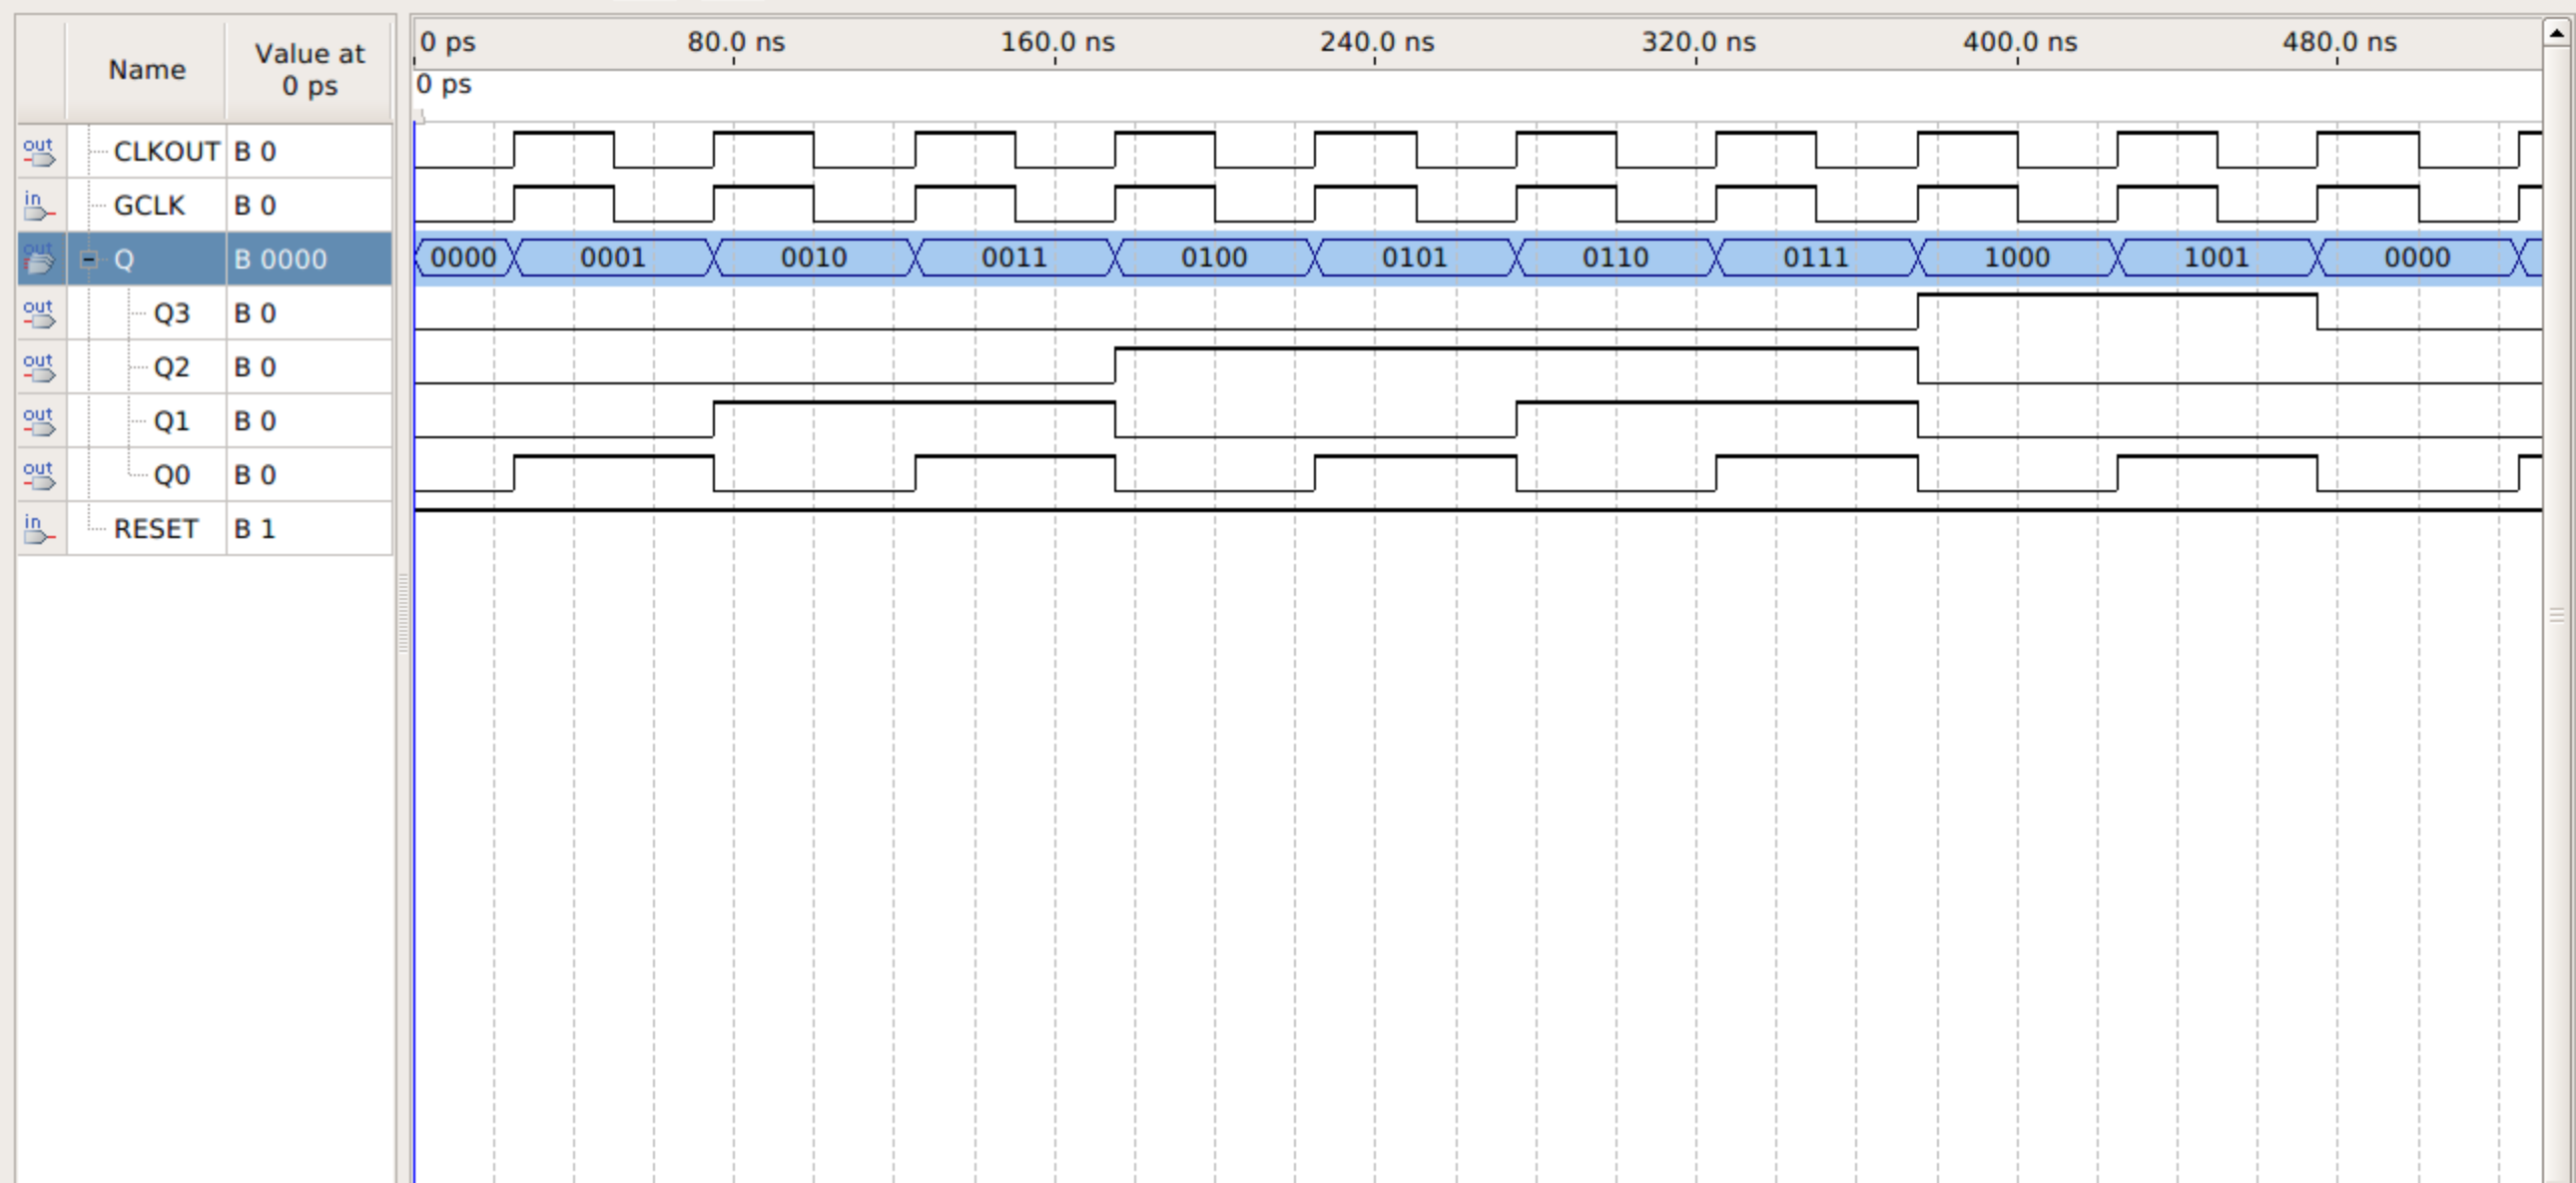 Name Value at 0 ps
0 ps 80.0 ns 160.0 ns 240.0 ns 320.0 ns 400.0 ns 480.0 ns
0 ps
out CLKOUT B 0
in GCLK B 0
out Q B 0000 0000 0001 0010 0011 0100 0101 0110 0111 1000 1001 0000
out Q3 B 0
out Q2 B 0
out Q1 B 0
out Q0 B 0
in RESET B 1